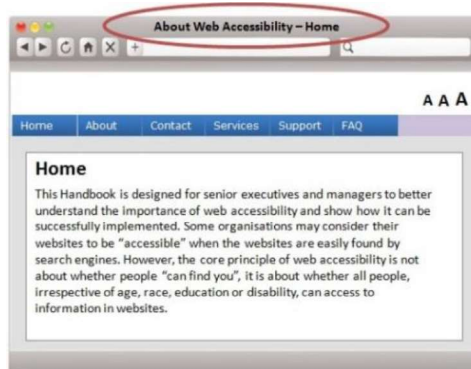 About Web Accessibility – Home
A A A
Home About Contact Services Support FAQ
Home
This Handbook is designed for senior executives and managers to better
understand the importance of web accessibility and show how it can be
successfully implemented. Some organisations may consider their
websites to be “accessible” when the websites are easily found by
search engines. However, the core principle of web accessibility is not
about whether people “can find you”, it is about whether all people,
irrespective of age, race, education or disability, can access to
information in websites.